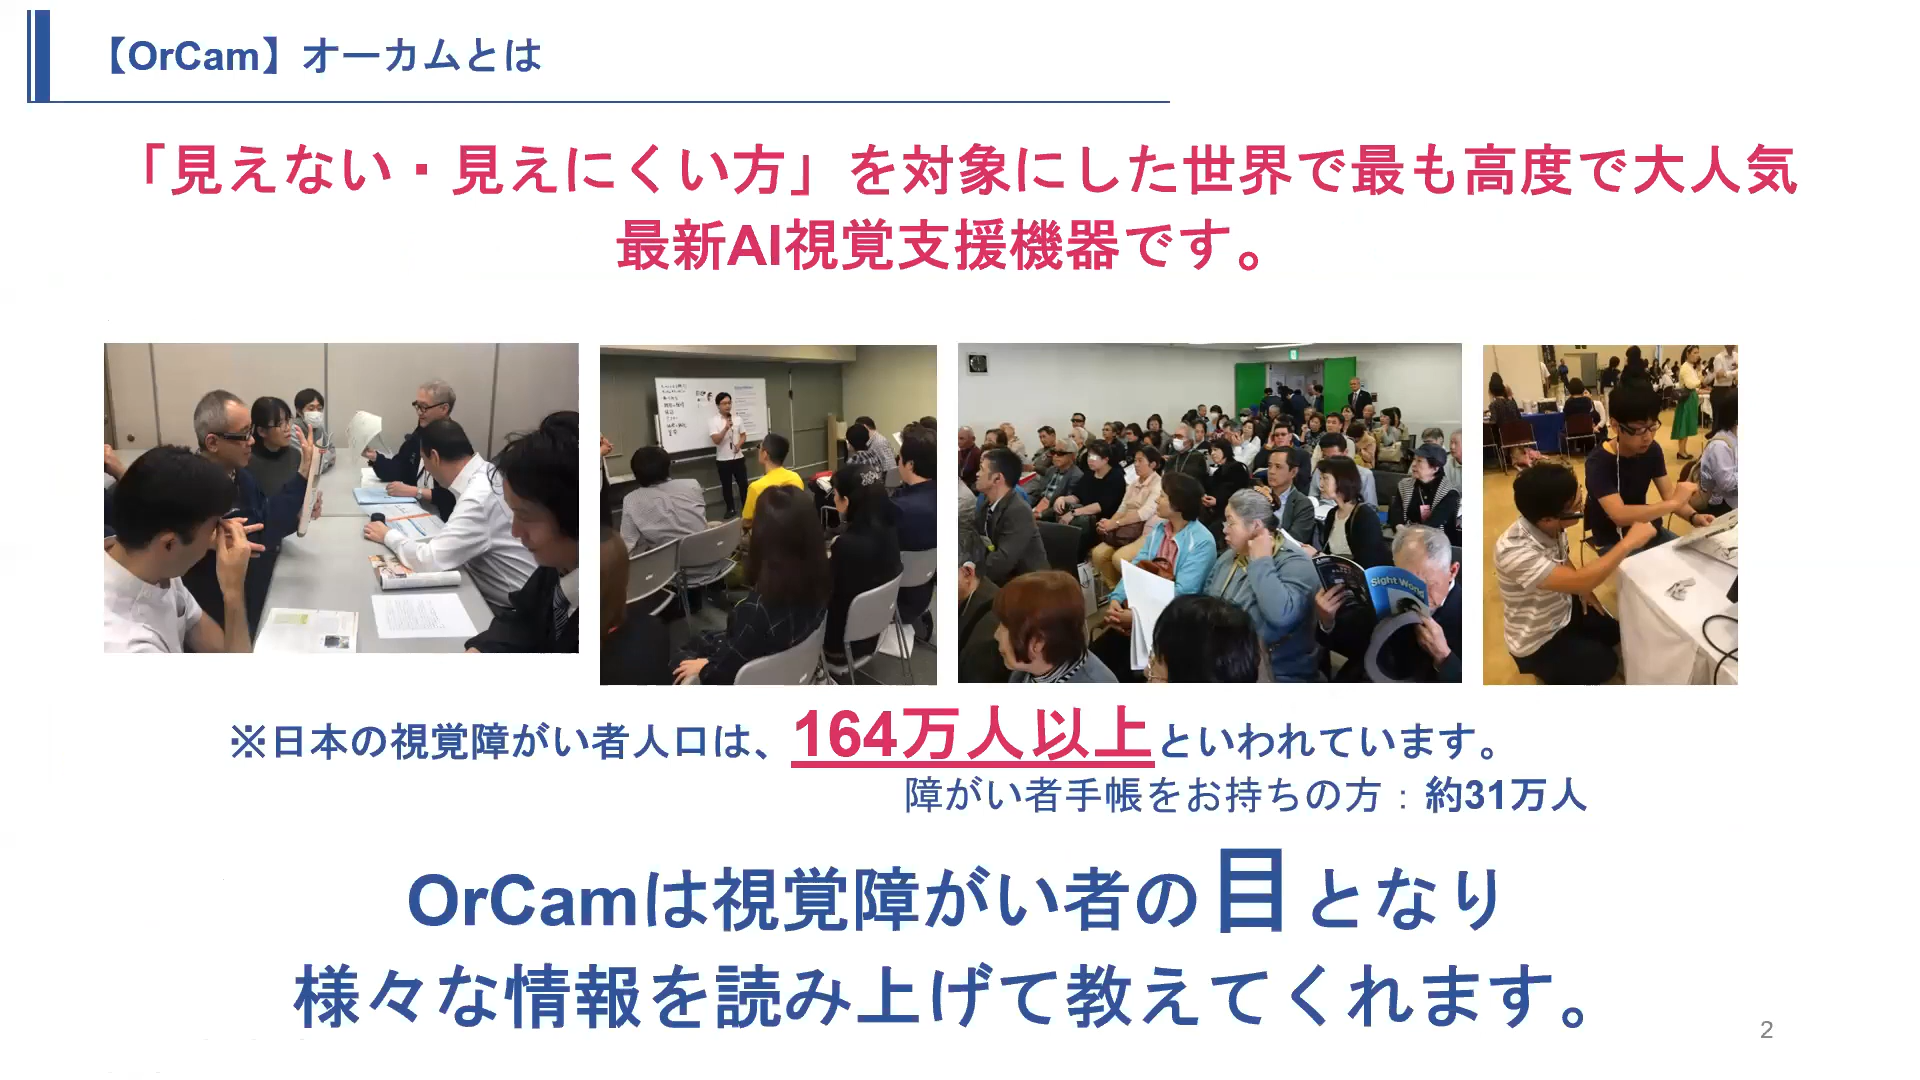 【OrCam】オーカムとは
「見えない・見えにくい方」を対象にした世界で最も高度で大人気
最新AI視覚支援機器です。
Sight World
※日本の視覚障がい者人口は、164万人以上といわれています。
障がい者手帳をお持ちの方：約31万人
OrCamは視覚障がい者の目となり
様々な情報を読み上げて教えてくれます。
2